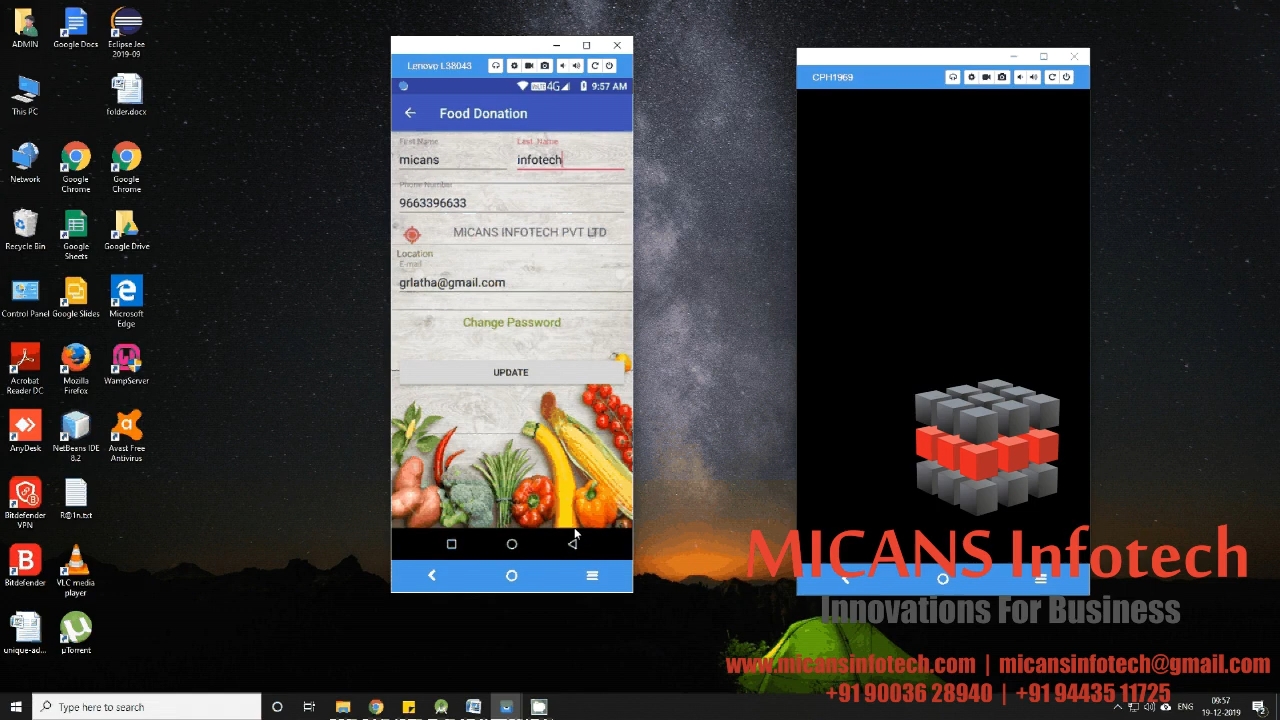 ADMIN
Google Docs
Eclipse Jee
2019-09
This PC
Google
Chrome
folder.docx
Network
Google
Chrome
Google
Chrome
Recycle Bin
Google
Sheets
Google Drive
Control Panel
Google Slides
Microsoft
Edge
Acrobat
Reader DC
Mozilla
Firefox
WampServer
AnyDesk
NetBeans IDE
8.2
Avast Free
Antivirus
Bitdefender
VPN
R@1n.txt
Bitdefender
VLC media
player
unique-ad...
µTorrent
Lenovo L38043
4G 9:57 AM
Food Donation
First Name
Last Name
micans
infotech
Phone Number
9663396633
MICANS INFOTECH PVT LTD
Location
E-mail
grlatha@gmail.com
Change Password
UPDATE
CPH1969
MICANS Infotech
Innovations For Business
www.micansinfotech.com | micansinfotech@gmail.com
+91 90036 28940 | +91 94435 11725
Type here to search
ENG
09:57
19-12-2019